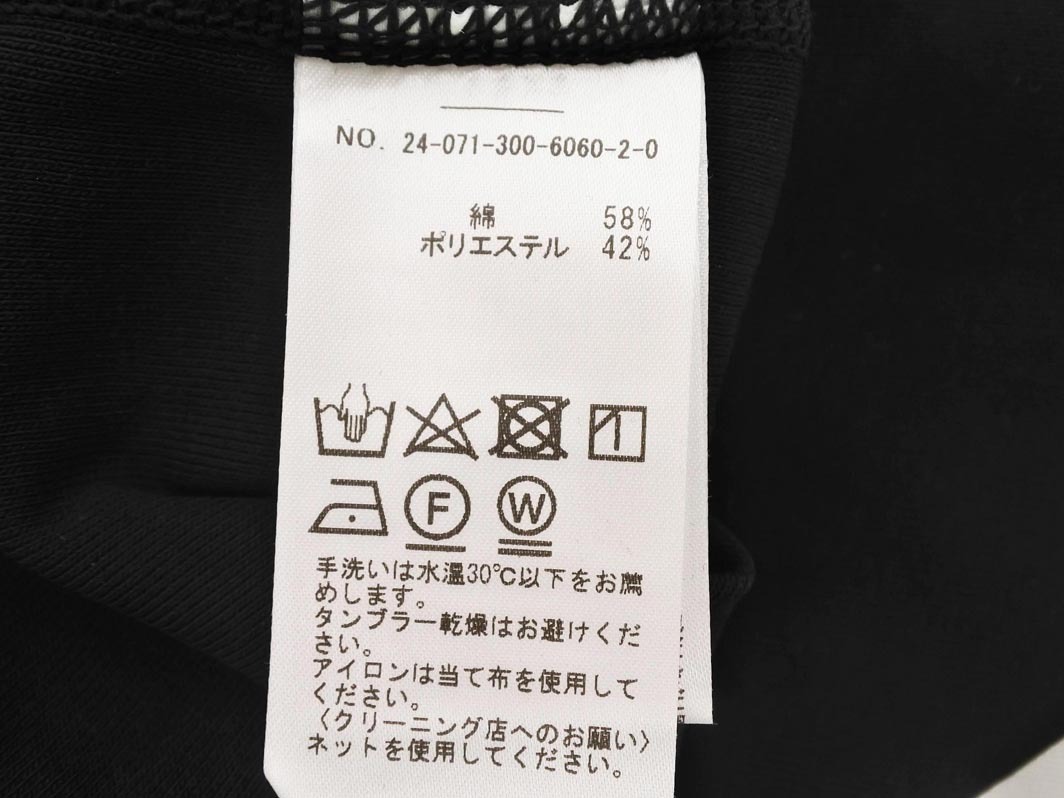 NO. 24-071-300-6060-2-0
綿 58%
ポリエステル 42%
F W
手洗いは水温30℃以下をお薦
めします。
タンブラー乾燥はお避けくだ
さい。
アイロンは当て布を使用して
ください。
〈クリーニング店へのお願い〉
ネットを使用してください。